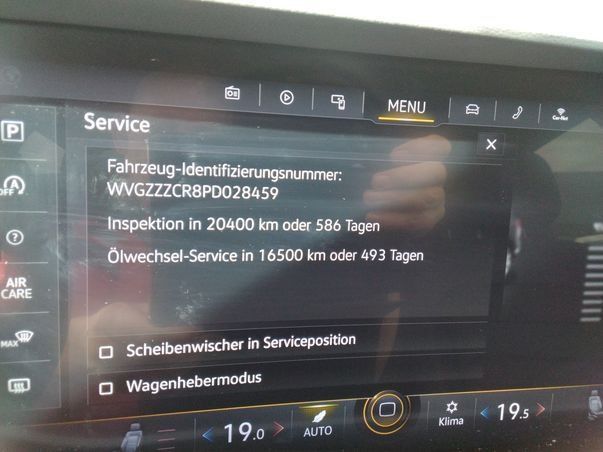 MENU
Car-Net
P
Service
Fahrzeug-Identifizierungsnummer:
WVGZZZCR8PD028459
OFF
Inspektion in 20400 km oder 586 Tagen
Ölwechsel-Service in 16500 km oder 493 Tagen
?
AIR
CARE
MAX
Scheibenwischer in Serviceposition
Wagenhebermodus
19.0
AUTO
Klima
19.5